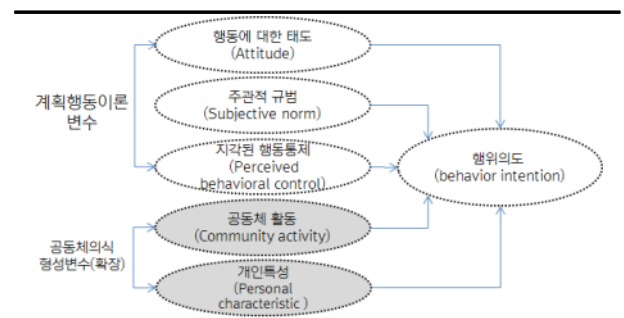 행동에 대한 태도
(Attitude)
주관적 규범
(Subjective norm)
계획행동이론
변수
지각된 행동통제
(Perceived
behavioral control)
행위의도
(behavior intention)
공동체 활동
(Community activity)
공동체의식
형성변수(확장)
개인특성
(Personal
characteristic )